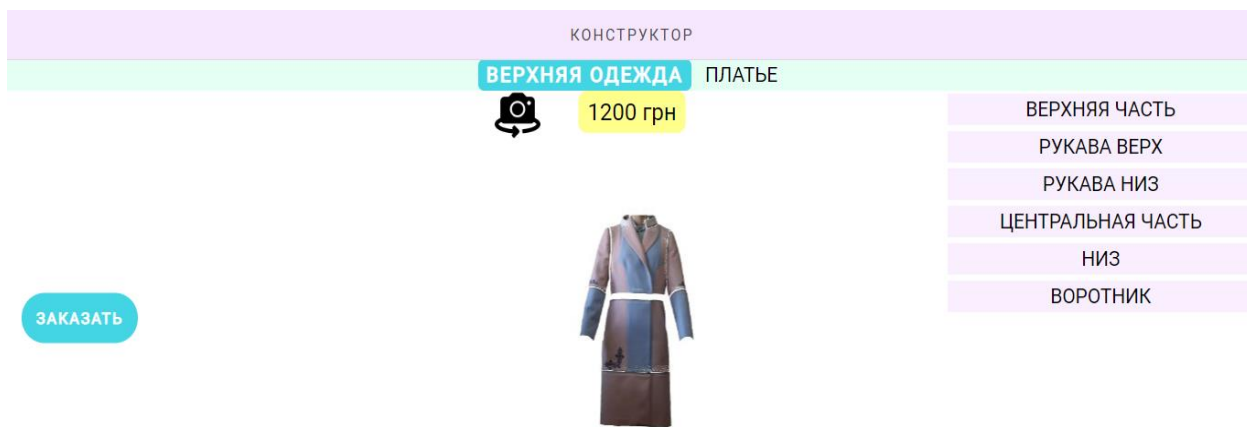 КОНСТРУКТОР
ВЕРХНЯЯ ОДЕЖДА ПЛАТЬЕ
1200 грн
ВЕРХНЯЯ ЧАСТЬ
РУКАВА ВЕРХ
РУКАВА НИЗ
ЦЕНТРАЛЬНАЯ ЧАСТЬ
НИЗ
ВОРОТНИК
ЗАКАЗАТЬ